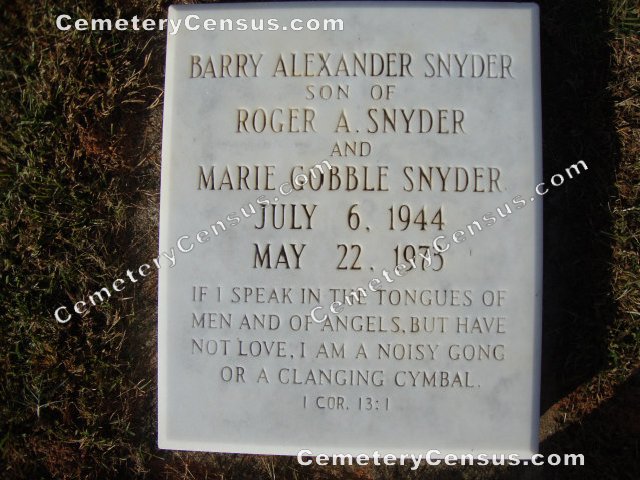 CemeteryCensus.com
BARRY ALEXANDER SNYDER
SON OF
ROGER A. SNYDER
AND
MARIE GOBBLE SNYDER
JULY 6, 1944
MAY 22, 1975
CemeteryCensus.com
CemeteryCensus.com
IF I SPEAK IN THE TONGUES OF
MEN AND OF ANGELS, BUT HAVE
NOT LOVE, I AM A NOISY GONG
OR A CLANGING CYMBAL.
1 COR. 13:1
CemeteryCensus.com